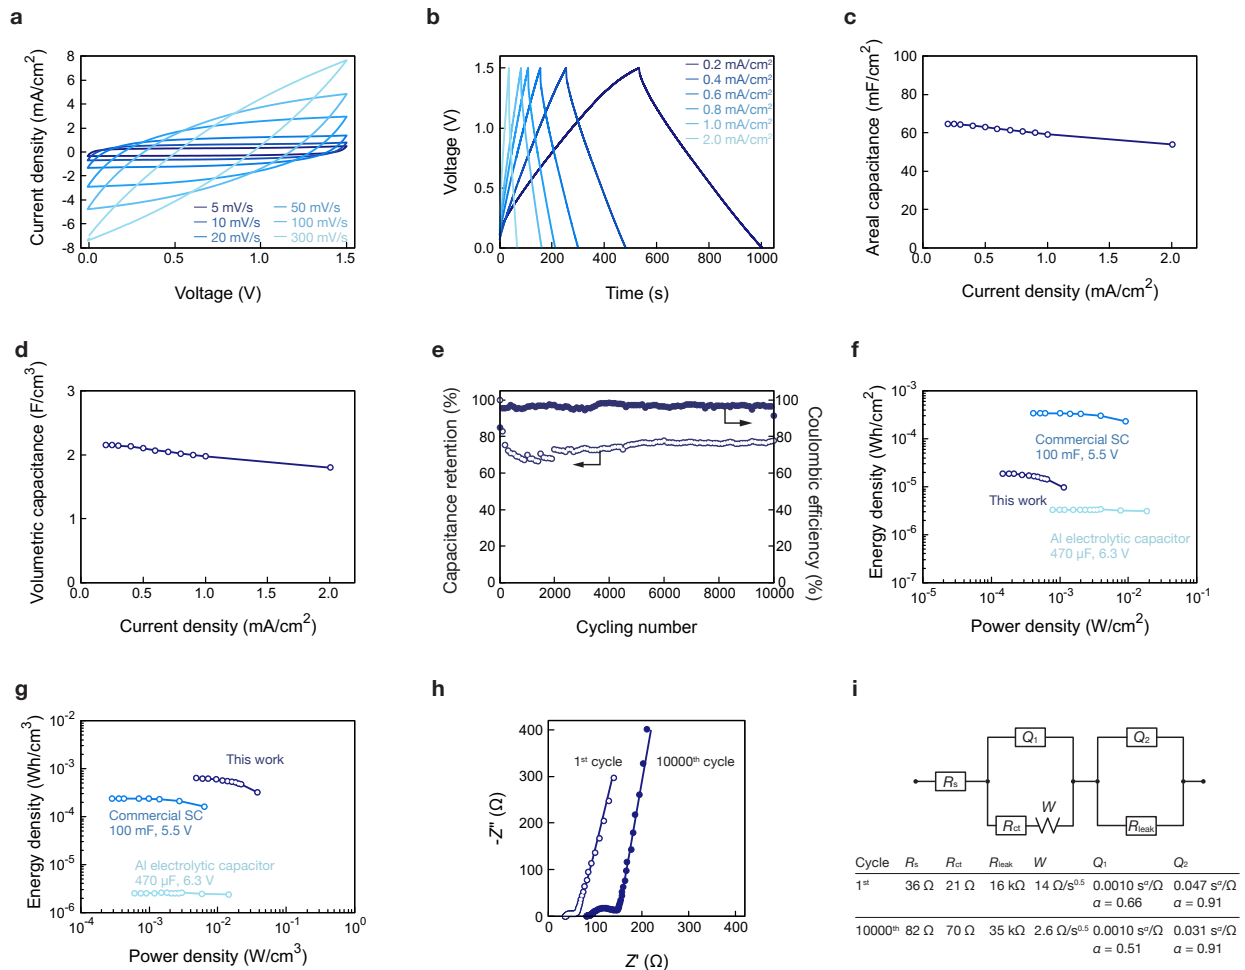 a
Current density (mA/cm²)
8
6
4
2
0
-2
-4
-6
-8
0.0
0.5
1.0
1.5
Voltage (V)
5 mV/s
10 mV/s
20 mV/s
50 mV/s
100 mV/s
300 mV/s
b
Voltage (V)
1.5
1.0
0.5
0.0
0
200
400
600
800
1000
Time (s)
0.2 mA/cm²
0.4 mA/cm²
0.6 mA/cm²
0.8 mA/cm²
1.0 mA/cm²
2.0 mA/cm²
c
Areal capacitance (mF/cm²)
100
80
60
40
20
0
0.5
1.0
1.5
2.0
Current density (mA/cm²)
d
Volumetric capacitance (F/cm³)
3
2
1
0
0.0
0.5
1.0
1.5
2.0
Current density (mA/cm²)
e
Capacitance retention (%)
100
80
60
40
20
0
0
2000
4000
6000
8000
10000
Cycling number
100
80
60
40
20
0
Coulombic efficiency (%)
f
Energy density (Wh/cm²)
10⁻³
10⁻⁴
10⁻⁵
10⁻⁶
10⁻⁷
10⁻⁵
10⁻⁴
10⁻³
10⁻²
10⁻¹
Power density (W/cm²)
Commercial SC
100 mF, 5.5 V
This work
Al electrolytic capacitor
470 µF, 6.3 V
g
Energy density (Wh/cm³)
10⁻²
10⁻³
10⁻⁴
10⁻⁵
10⁻⁶
10⁻⁴
10⁻³
10⁻²
10⁻¹
10⁰
Power density (W/cm³)
This work
Commercial SC
100 mF, 5.5 V
Al electrolytic capacitor
470 µF, 6.3 V
h
-Z" (Ω)
400
300
200
100
0
0
100
200
300
400
Z' (Ω)
1ˢᵗ cycle
10000ᵗʰ cycle
i
Rs
Q₁
Rct
W
Q₂
Rleak
Cycle Rs Rct Rleak W Q₁ Q₂
1ˢᵗ 36 Ω 21 Ω 16 kΩ 14 Ω/s⁰·⁵ 0.0010 sᵅ/Ω 0.047 sᵅ/Ω
α = 0.66 α = 0.91
10000ᵗʰ 82 Ω 70 Ω 35 kΩ 2.6 Ω/s⁰·⁵ 0.0010 sᵅ/Ω 0.031 sᵅ/Ω
α = 0.51 α = 0.91